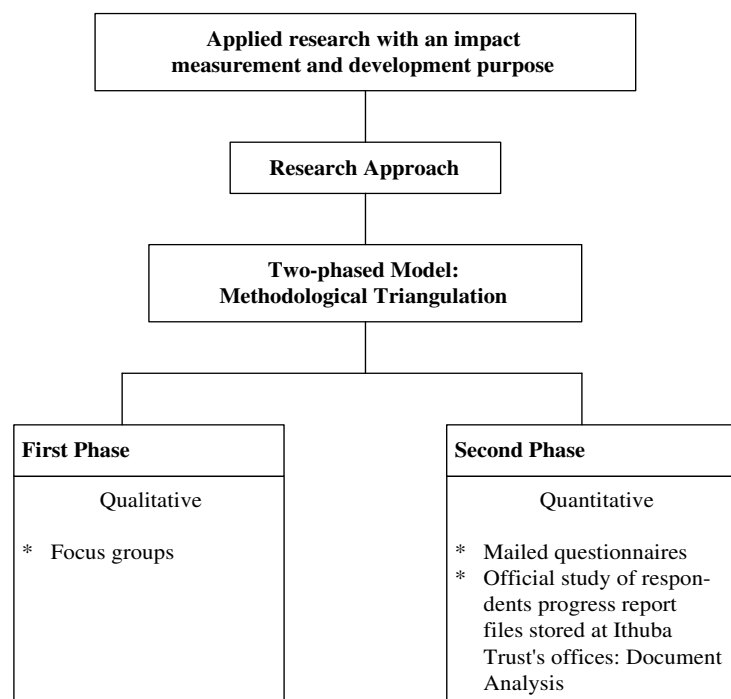 Applied research with an impact
measurement and development purpose
Research Approach
Two-phased Model:
Methodological Triangulation
First Phase
Qualitative
* Focus groups
Second Phase
Quantitative
* Mailed questionnaires
* Official study of respon-
dents progress report
files stored at Ithuba
Trust's offices: Document
Analysis